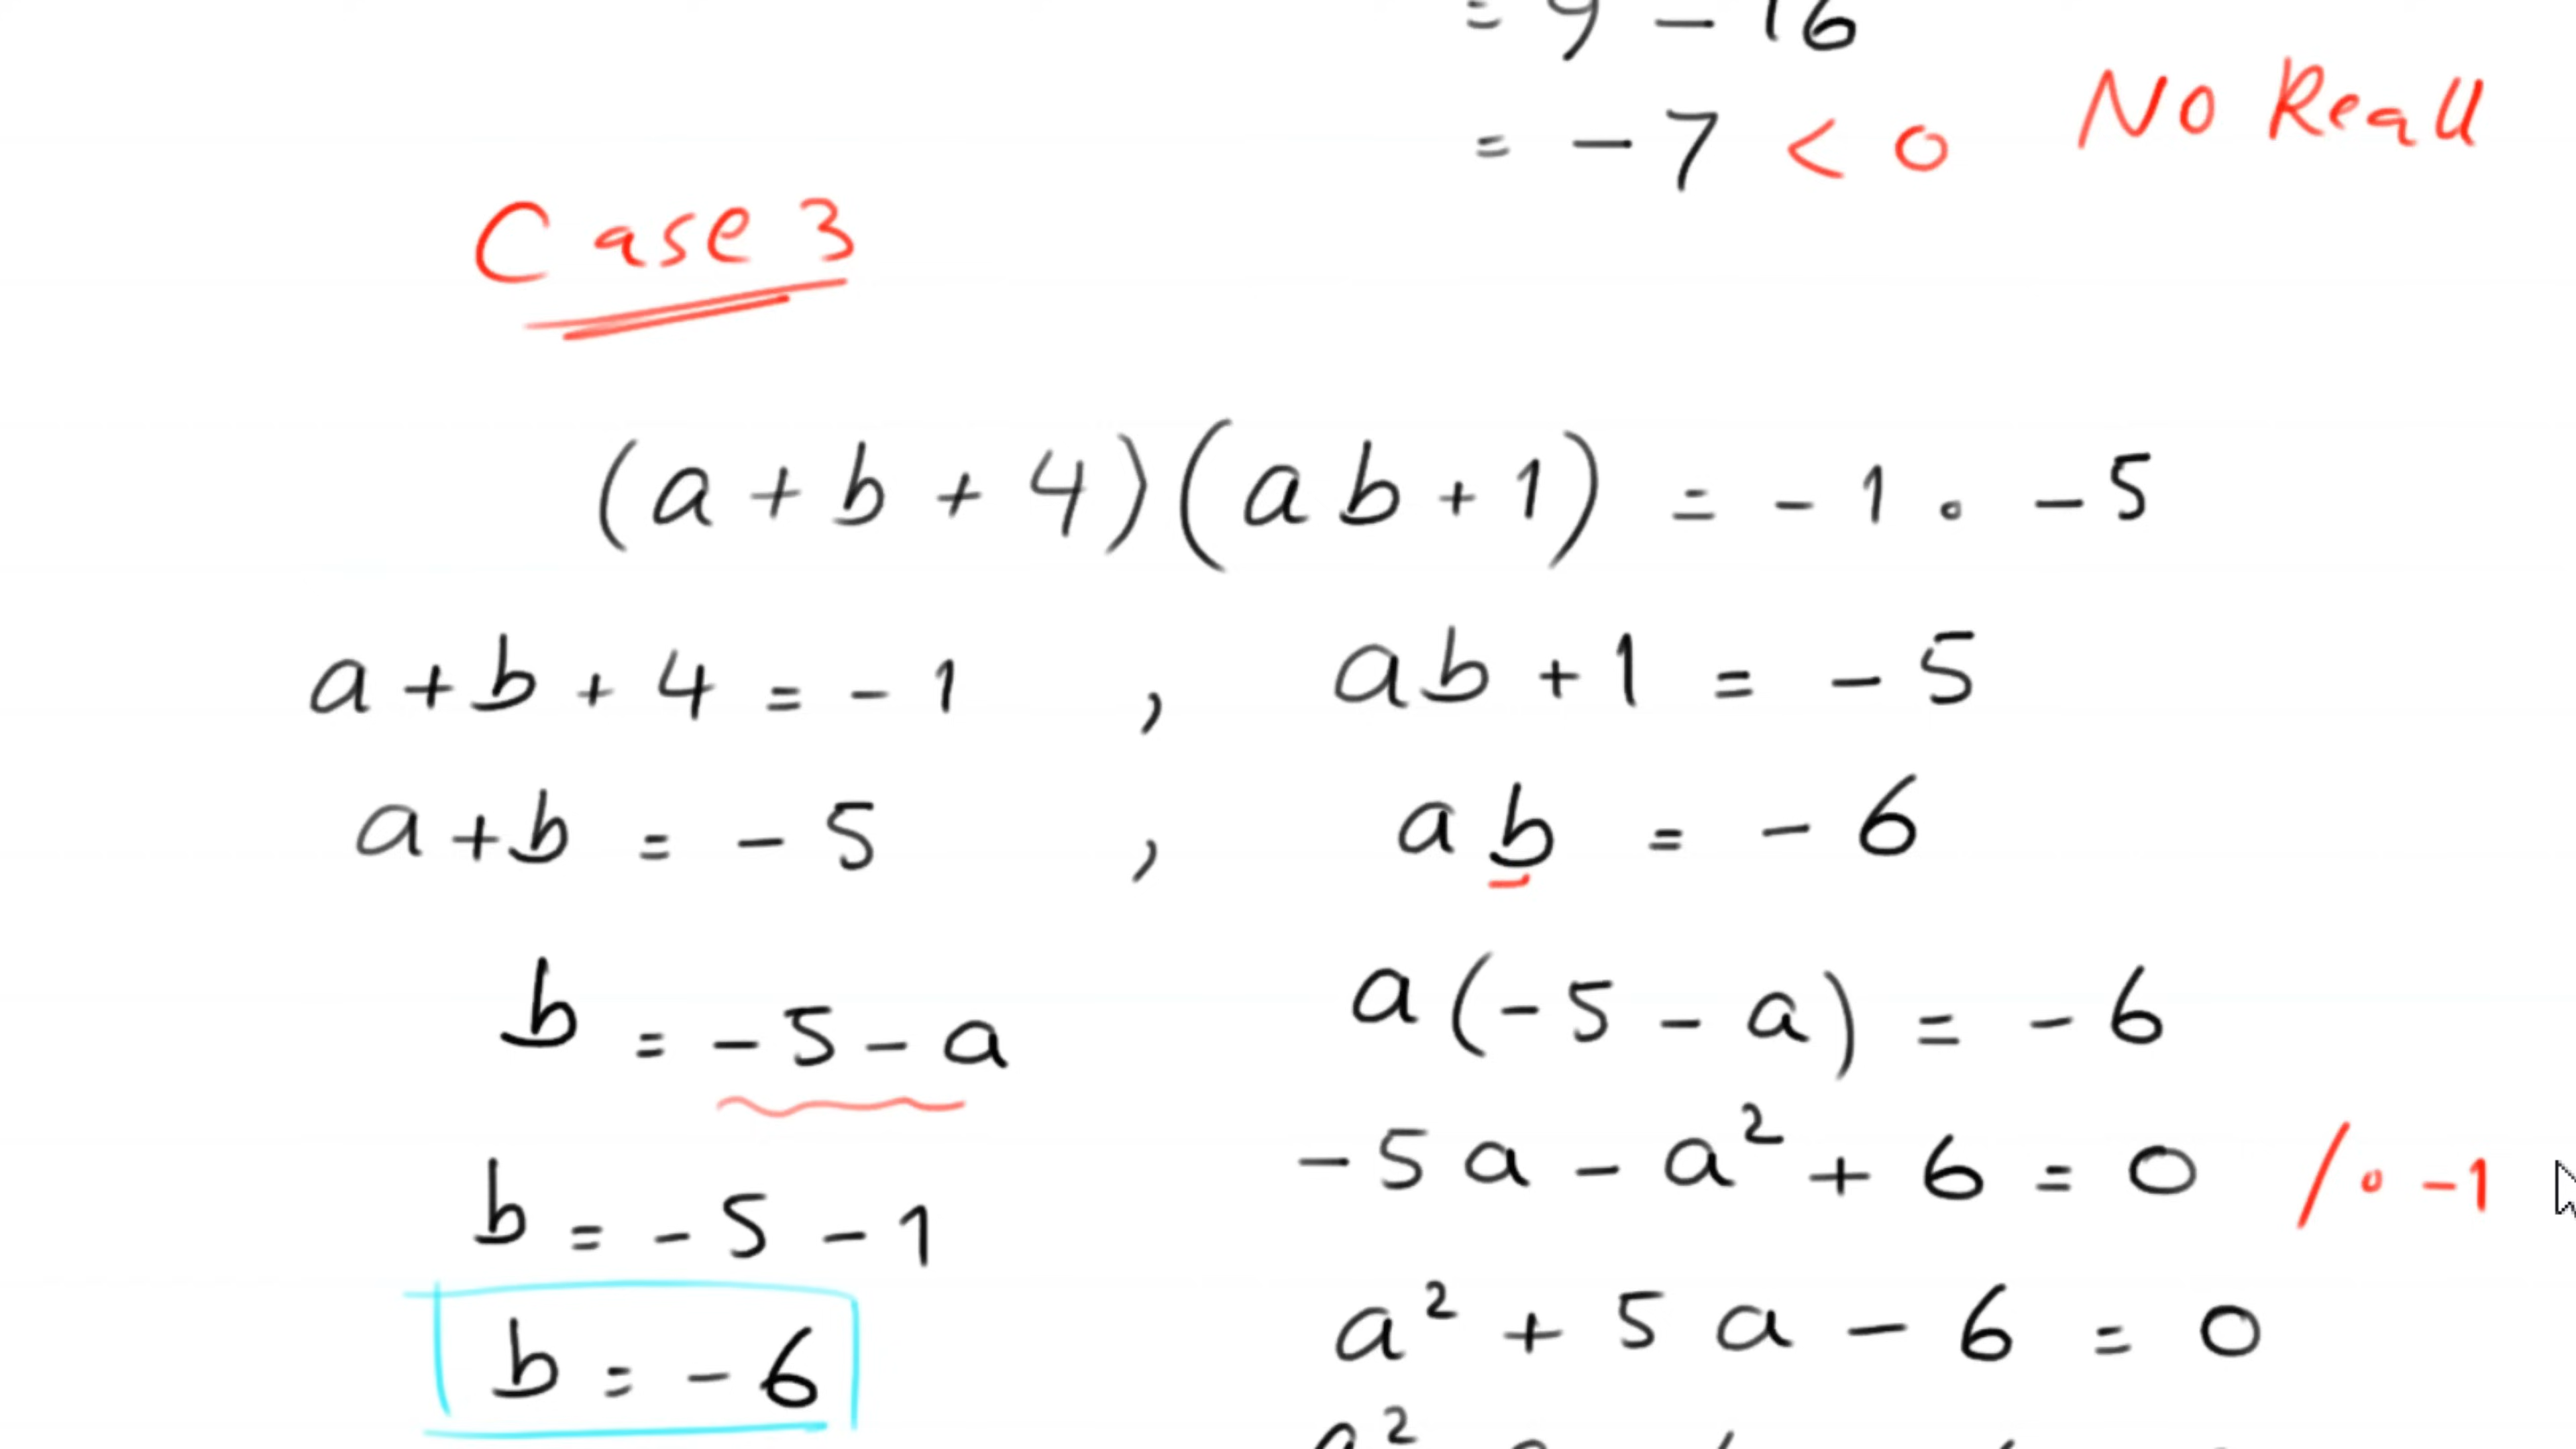 = 9 - 16
= -7 < 0 No Reall
Case 3
(a + b + 4)(ab + 1) = -1 · -5
a + b + 4 = -1 , ab + 1 = -5
a + b = -5 , ab = -6
b = -5 - a a(-5 - a) = -6
-5a - a² + 6 = 0 /· -1
b = -5 - 1
a² + 5a - 6 = 0
b = -6